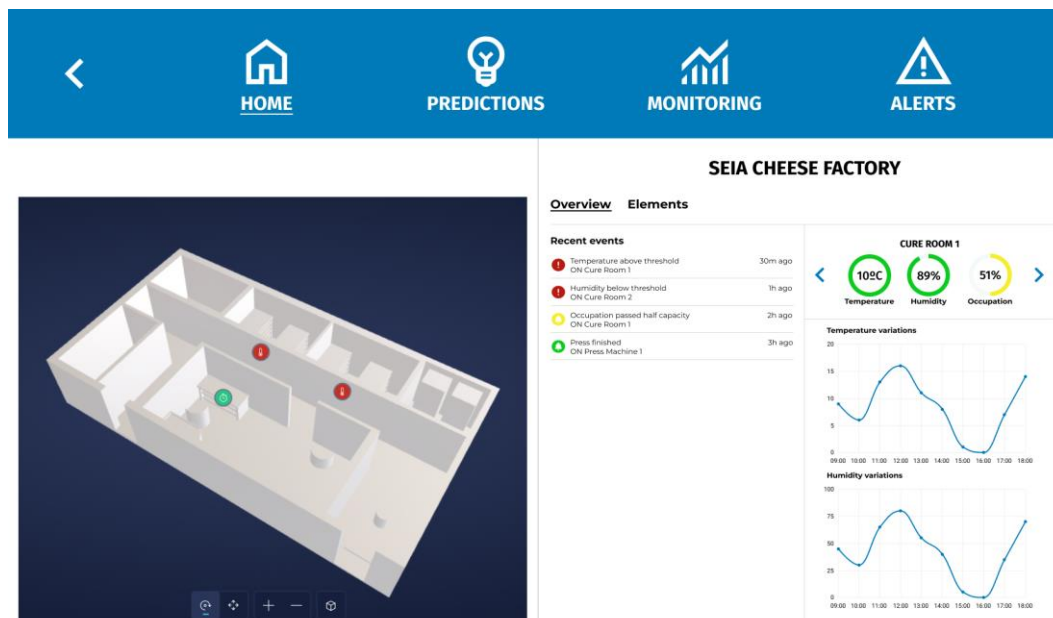 HOME
PREDICTIONS
MONITORING
ALERTS
SEIA CHEESE FACTORY
Overview Elements
Recent events
Temperature above threshold 30m ago
ON Cure Room 1
Humidity below threshold 1h ago
ON Cure Room 2
Occupation passed half capacity 2h ago
ON Cure Room 1
Press finished 3h ago
ON Press Machine 1
CURE ROOM 1
10ºC 89% 51%
Temperature Humidity Occupation
Temperature variations
20
15
10
5
0
09:00 10:00 11:00 12:00 13:00 14:00 15:00 16:00 17:00 18:00
Humidity variations
100
75
50
25
0
09:00 10:00 11:00 12:00 13:00 14:00 15:00 16:00 17:00 18:00